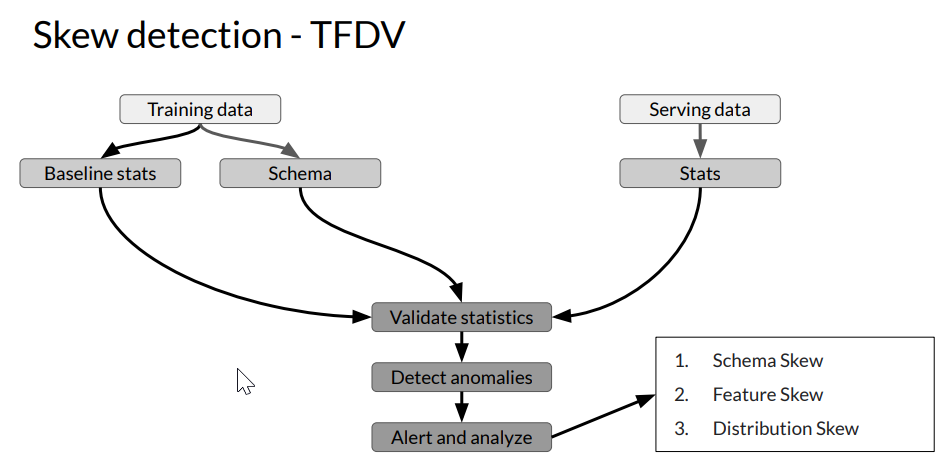 Skew detection - TFDV
Training data
Serving data
Baseline stats
Schema
Stats
Validate statistics
Detect anomalies
Alert and analyze
1. Schema Skew
2. Feature Skew
3. Distribution Skew